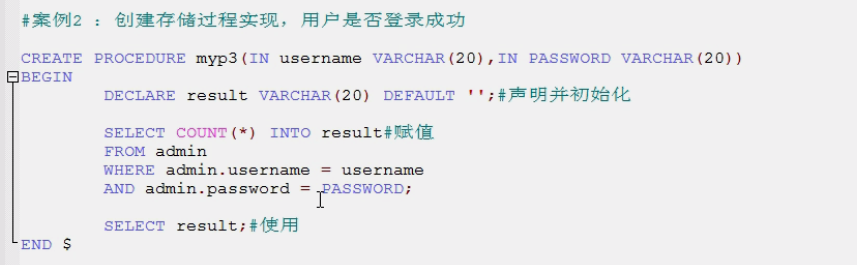 #案例2 ：创建存储过程实现，用户是否登录成功
CREATE PROCEDURE myp3(IN username VARCHAR(20),IN PASSWORD VARCHAR(20))
BEGIN
DECLARE result VARCHAR(20) DEFAULT '';#声明并初始化
SELECT COUNT(*) INTO result#赋值
FROM admin
WHERE admin.username = username
AND admin.password = PASSWORD;
SELECT result;#使用
END $